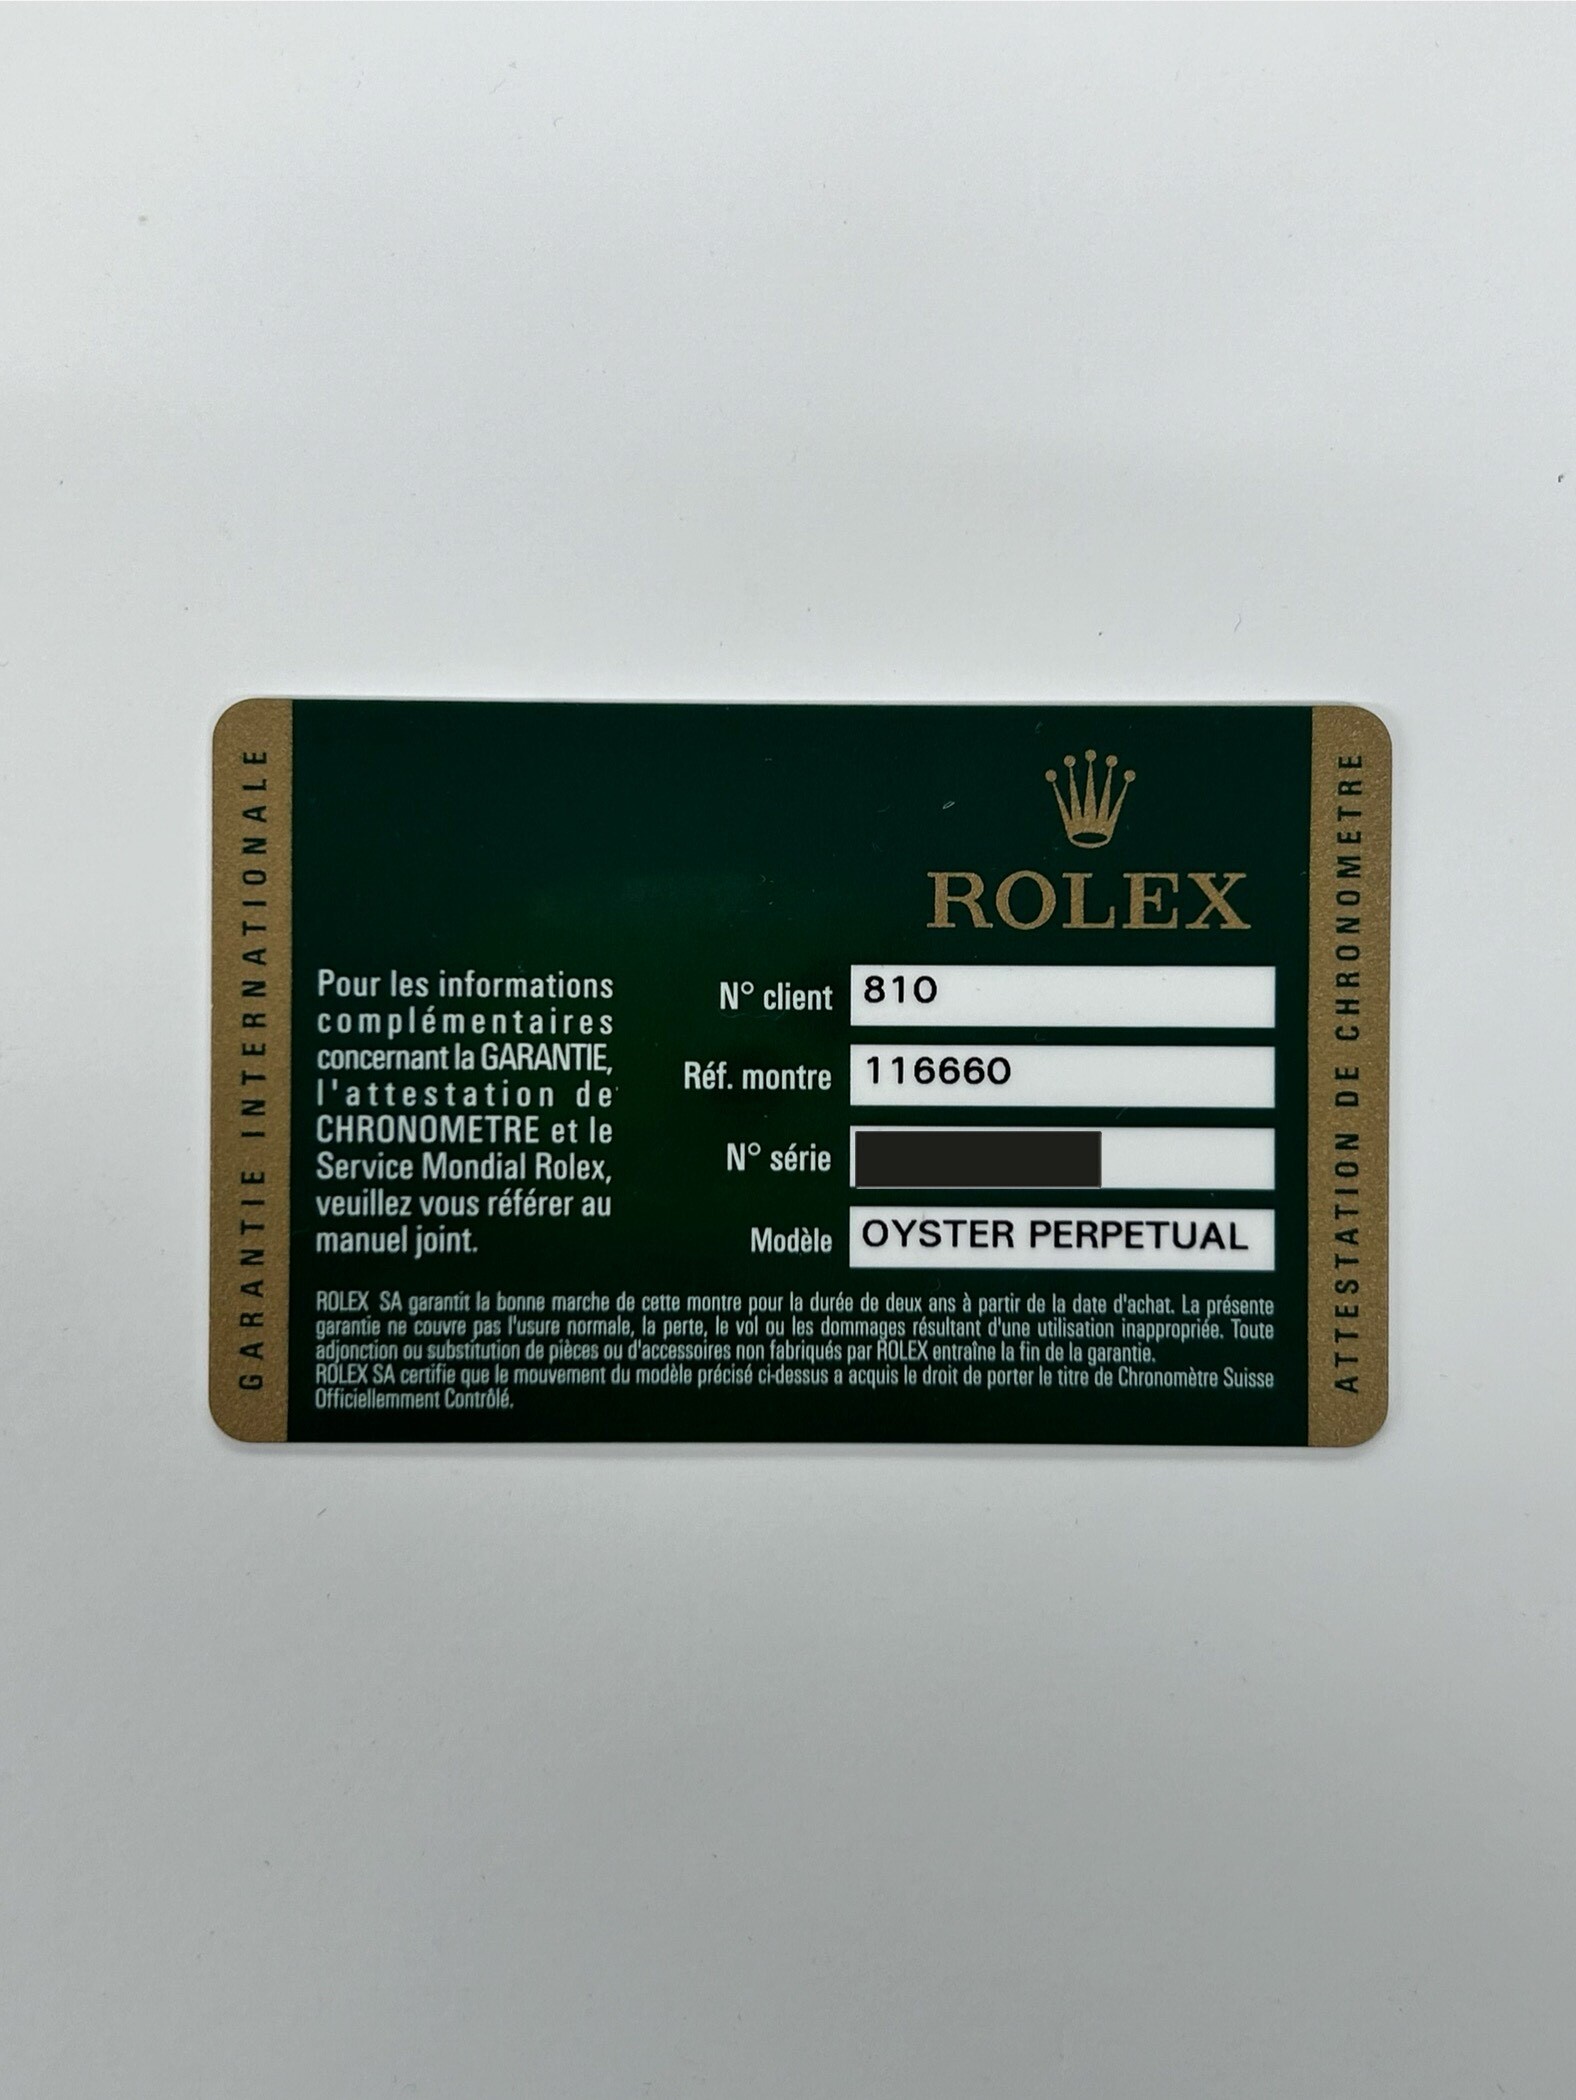 GARANTIE INTERNATIONALE
ROLEX
Pour les informations
complémentaires
concernant la GARANTIE,
l'attestation de
CHRONOMETRE et le
Service Mondial Rolex,
veuillez vous référer au
manuel joint.
N° client 810
Réf. montre 116660
N° série
Modèle OYSTER PERPETUAL
ROLEX SA garantit la bonne marche de cette montre pour la durée de deux ans à partir de la date d'achat. La présente
garantie ne couvre pas l'usure normale, la perte, le vol ou les dommages résultant d'une utilisation inappropriée. Toute
adjonction ou substitution de pièces ou d'accessoires non fabriqués par ROLEX entraîne la fin de la garantie.
ROLEX SA certifie que le mouvement du modèle précisé ci-dessus a acquis le droit de porter le titre de Chronomètre Suisse
Officiellemment Contrôlé.
ATTESTATION DE CHRONOMETRE